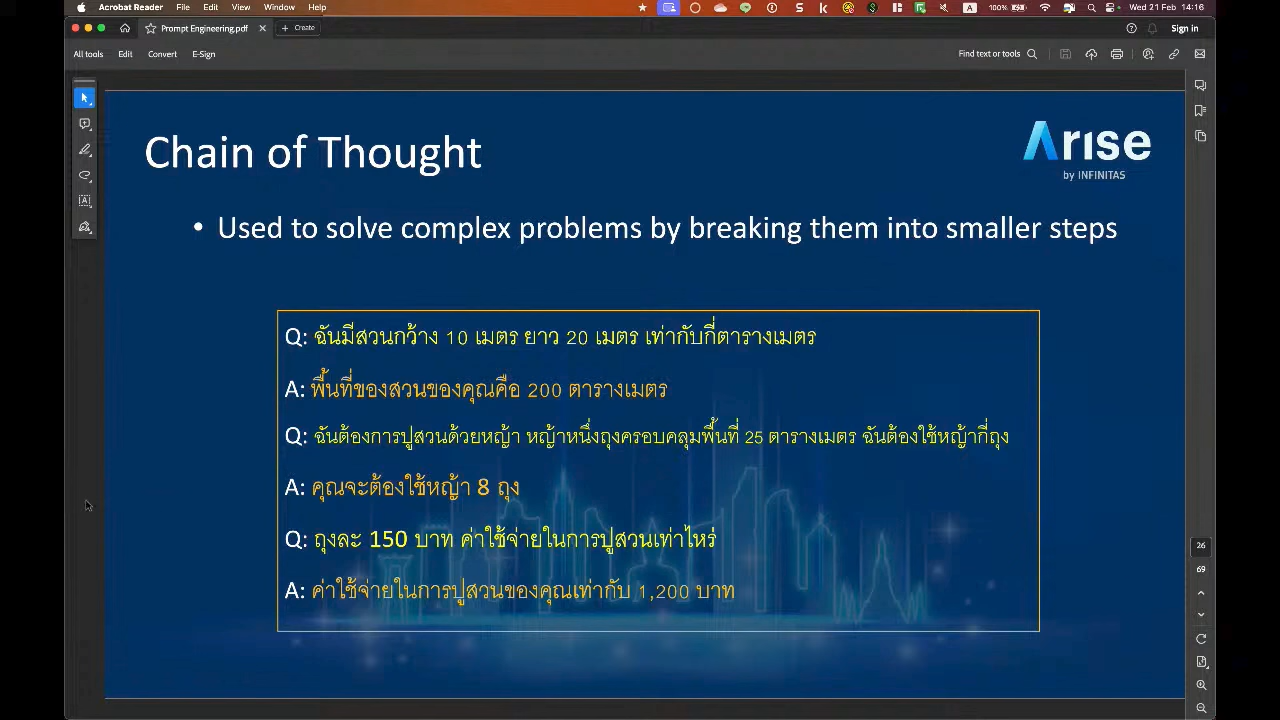 Acrobat Reader File Edit View Window Help 100% A Wed 21 Feb 14:16
Prompt Engineering.pdf Create Sign in
All tools Edit Convert E-Sign Find text or tools
Chain of Thought
Arise
by INFINITAS
• Used to solve complex problems by breaking them into smaller steps
Q: ฉันมีสวนกว้าง 10 เมตร ยาว 20 เมตร เท่ากับกี่ตารางเมตร
A: พื้นที่ของสวนของคุณคือ 200 ตารางเมตร
Q: ฉันต้องการปูสวนด้วยหญ้า หญ้าหนึ่งถุงครอบคลุมพื้นที่ 25 ตารางเมตร ฉันต้องใช้หญ้ากี่ถุง
A: คุณจะต้องใช้หญ้า 8 ถุง
Q: ถุงละ 150 บาท ค่าใช้จ่ายในการปูสวนเท่าไหร่
A: ค่าใช้จ่ายในการปูสวนของคุณเท่ากับ 1,200 บาท
26
69